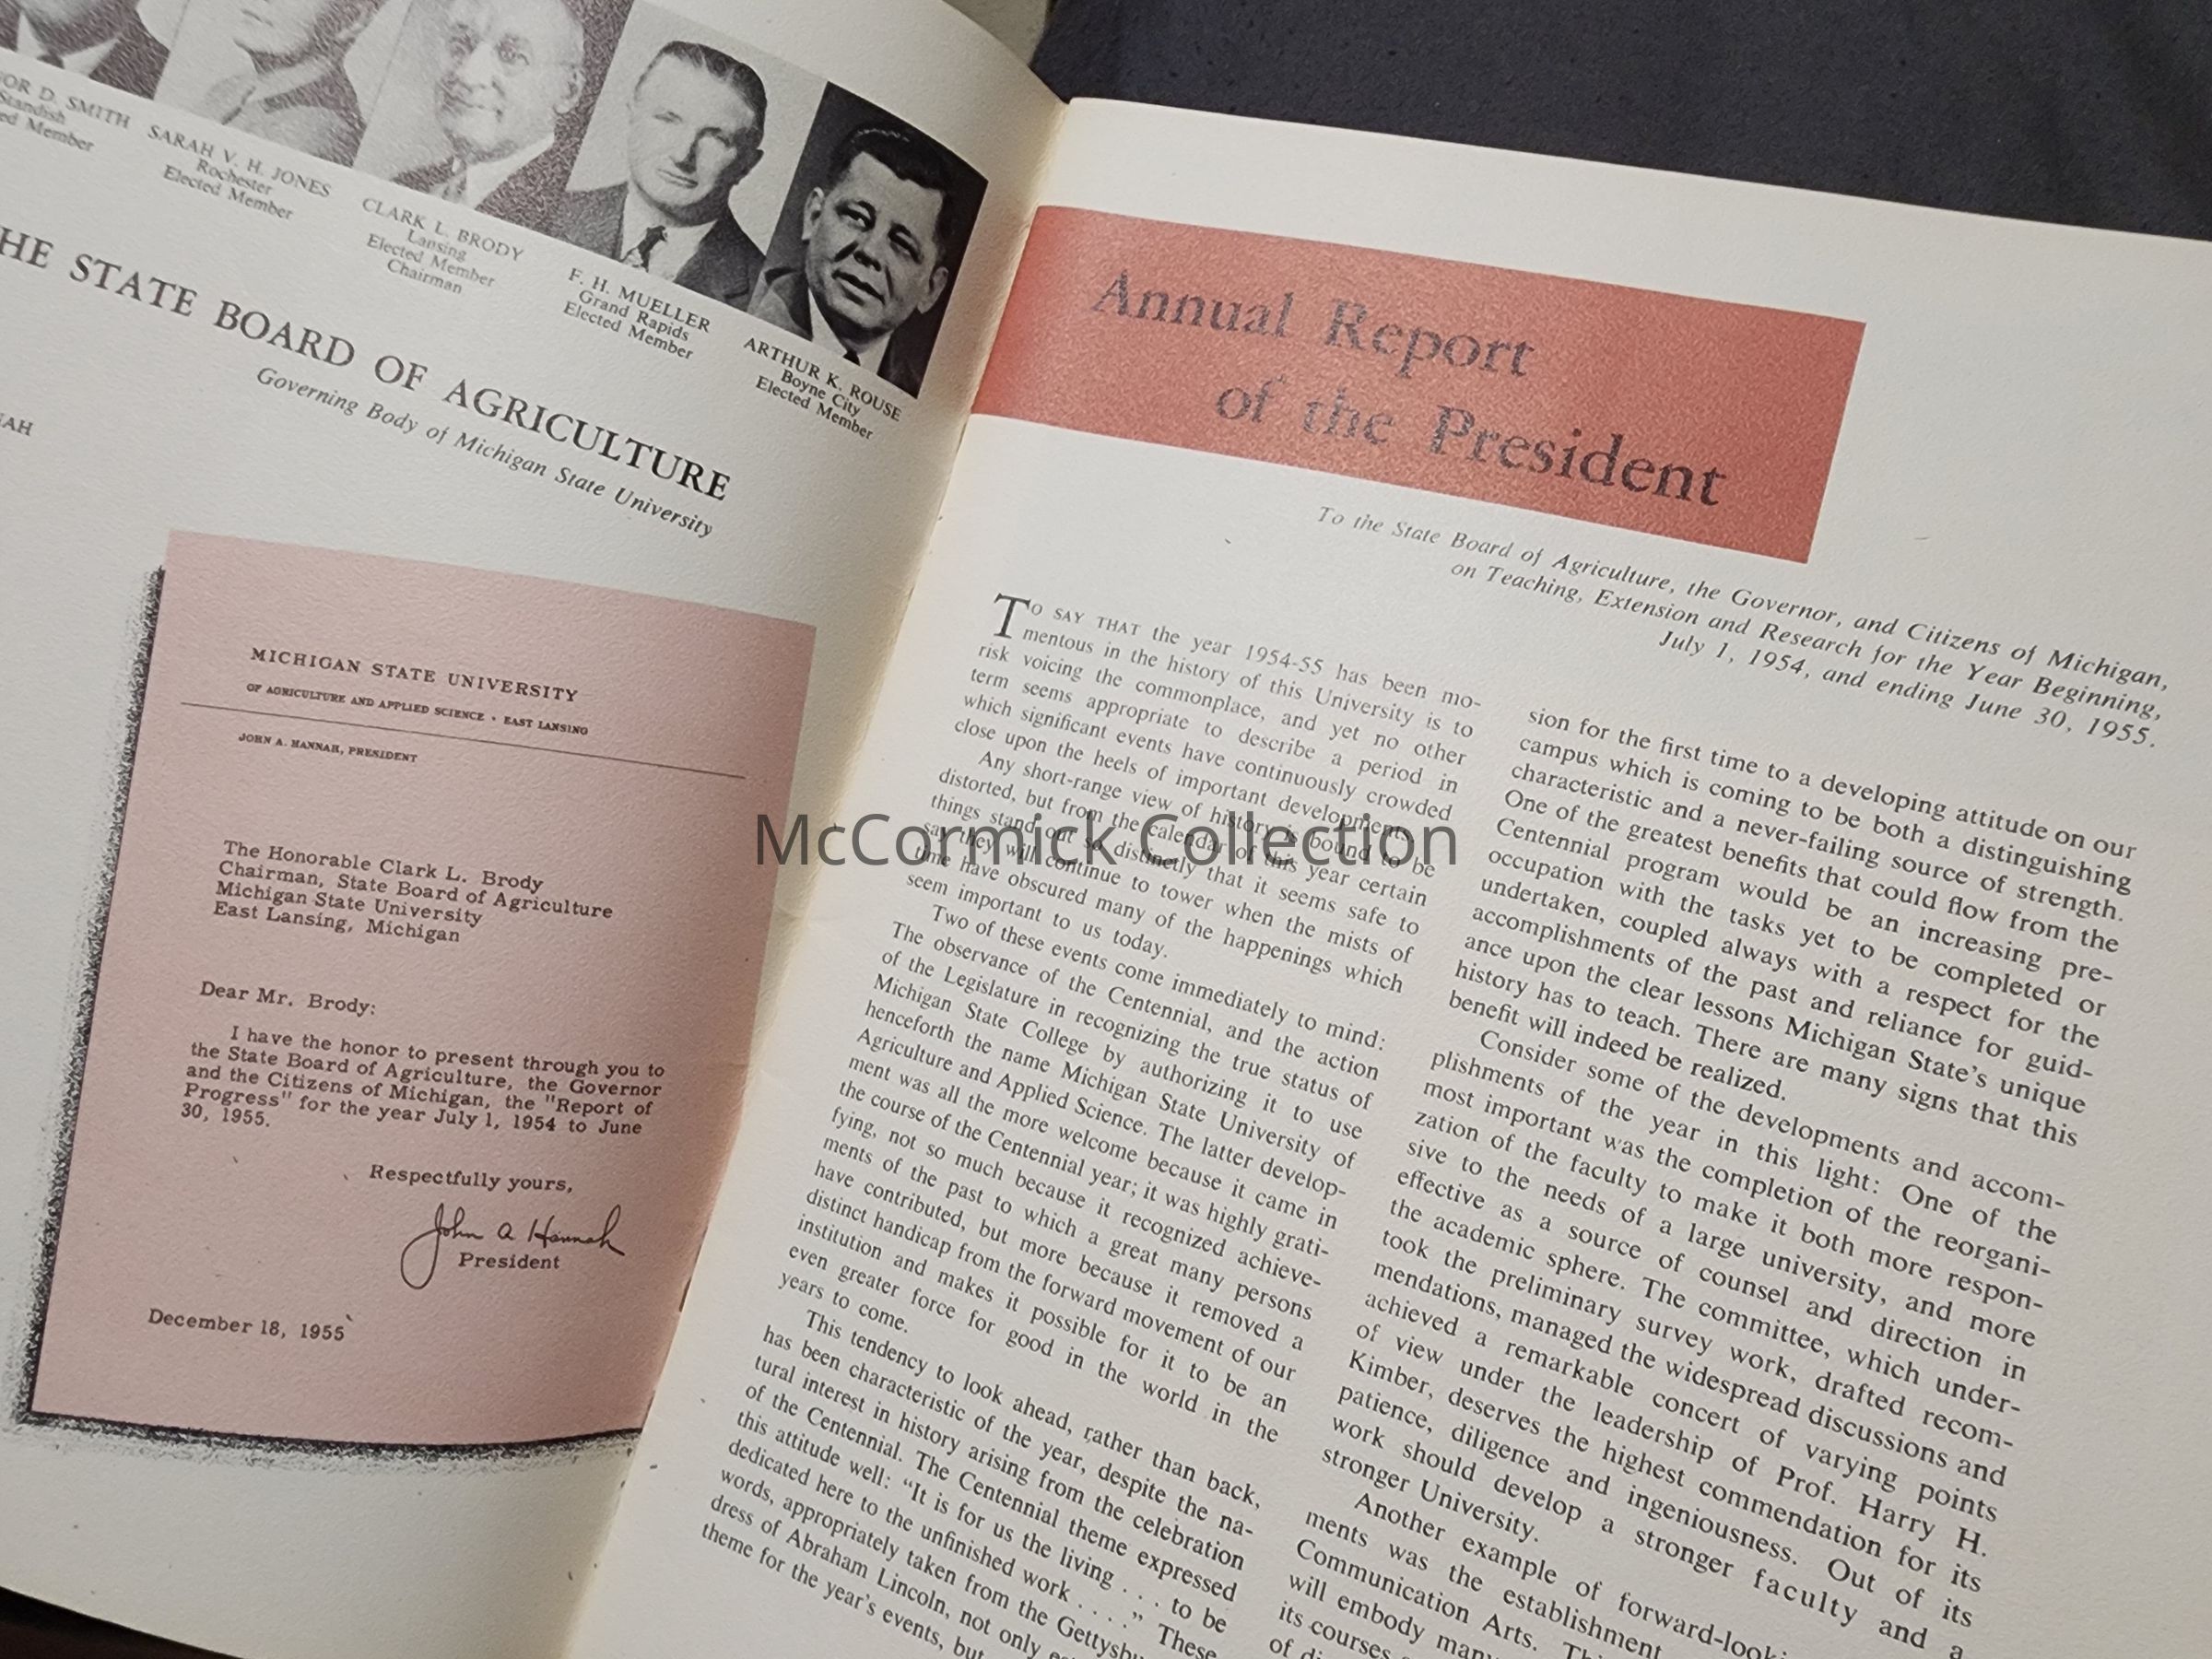 OR D. SMITH
Standish
ed Member
SARAH V. H. JONES
Rochester
Elected Member
CLARK L. BRODY
Lansing
Elected Member
Chairman
F. H. MUELLER
Grand Rapids
Elected Member
ARTHUR K. ROUSE
Boyne City
Elected Member
HE STATE BOARD OF AGRICULTURE
Governing Body of Michigan State University
NAH
MICHIGAN STATE UNIVERSITY
OF AGRICULTURE AND APPLIED SCIENCE • EAST LANSING
JOHN A. HANNAH, PRESIDENT
The Honorable Clark L. Brody
Chairman, State Board of Agriculture
Michigan State University
East Lansing, Michigan
Dear Mr. Brody:
I have the honor to present through you to
the State Board of Agriculture, the Governor
and the Citizens of Michigan, the "Report of
Progress" for the year July 1, 1954 to June
30, 1955.
Respectfully yours,
John A Hannah
President
December 18, 1955
Annual Report
of the President
To the State Board of Agriculture, the Governor, and Citizens of Michigan,
on Teaching, Extension and Research for the Year Beginning,
July 1, 1954, and ending June 30, 1955.
TO SAY THAT the year 1954-55 has been mo-
mentous in the history of this University is to
risk voicing the commonplace, and yet no other
term seems appropriate to describe a period in
which significant events have continuously crowded
close upon the heels of important developments.
Any short-range view of history is bound to be
distorted, but from the calendar of this year certain
things stand out so distinctly that it seems safe to
say they will continue to tower when the mists of
time have obscured many of the happenings which
seem important to us today.
Two of these events come immediately to mind:
The observance of the Centennial, and the action
of the Legislature in recognizing the true status of
Michigan State College by authorizing it to use
henceforth the name Michigan State University of
Agriculture and Applied Science. The latter develop-
ment was all the more welcome because it came in
the course of the Centennial year; it was highly grati-
fying, not so much because it recognized achieve-
ments of the past to which a great many persons
have contributed, but more because it removed a
distinct handicap from the forward movement of our
institution and makes it possible for it to be an
even greater force for good in the world in the
years to come.
This tendency to look ahead, rather than back,
has been characteristic of the year, despite the na-
tural interest in history arising from the celebration
of the Centennial. The Centennial theme expressed
this attitude well: "It is for us the living . . . to be
dedicated here to the unfinished work . . . ." These
words, appropriately taken from the Gettysbu
dress of Abraham Lincoln, not only es
theme for the year's events, but
sion for the first time to a developing attitude on our
campus which is coming to be both a distinguishing
characteristic and a never-failing source of strength.
One of the greatest benefits that could flow from the
Centennial program would be an increasing pre-
occupation with the tasks yet to be completed or
undertaken, coupled always with a respect for the
accomplishments of the past and reliance for guid-
ance upon the clear lessons Michigan State's unique
history has to teach. There are many signs that this
benefit will indeed be realized.
Consider some of the developments and accom-
plishments of the year in this light: One of the
most important was the completion of the reorgani-
zation of the faculty to make it both more respon-
sive to the needs of a large university, and more
effective as a source of counsel and direction in
the academic sphere. The committee, which under-
took the preliminary survey work, drafted recom-
mendations, managed the widespread discussions and
achieved a remarkable concert of varying points
of view under the leadership of Prof. Harry H.
Kimber, deserves the highest commendation for its
patience, diligence and ingeniousness. Out of its
work should develop a stronger faculty and a
stronger University.
Another example of forward-looki
ments was the establishment
Communication Arts. Th
will embody many
its courses
of di
McCormick Collection